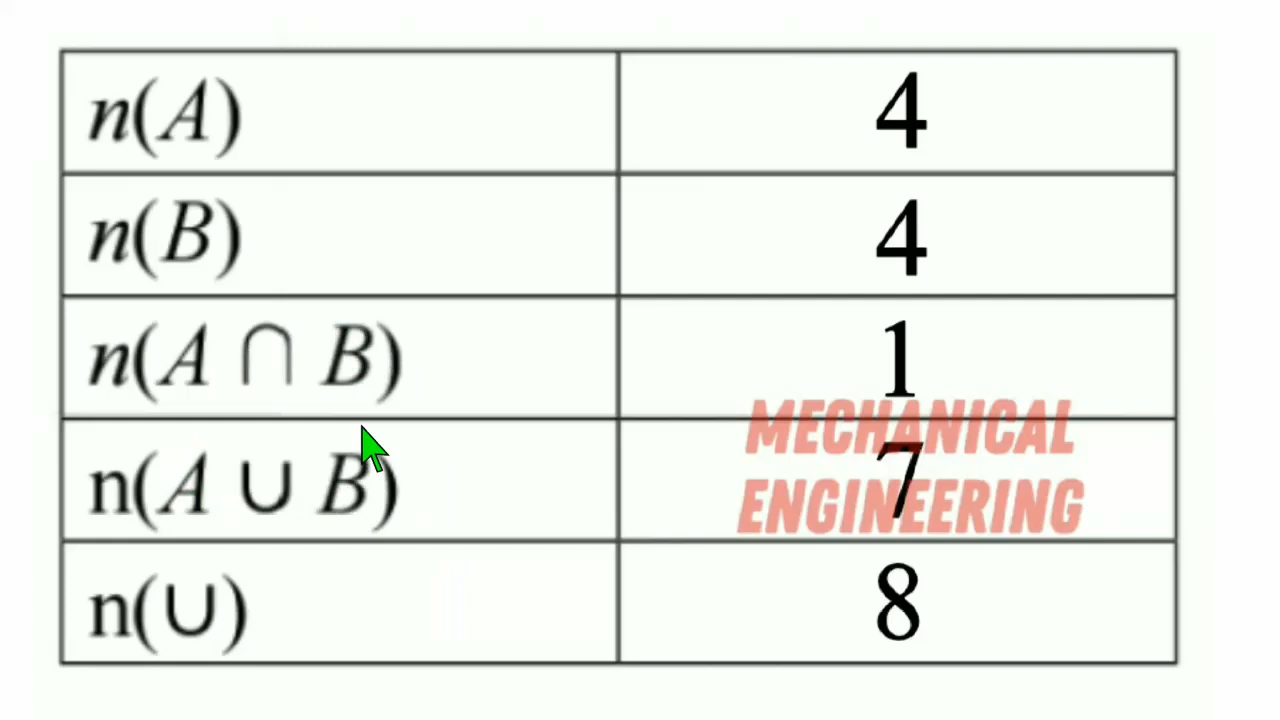 n(A) 4
n(B) 4
n(A ∩ B) 1
n(A ∪ B) 7
n(∪) 8
MECHANICAL
ENGINEERING